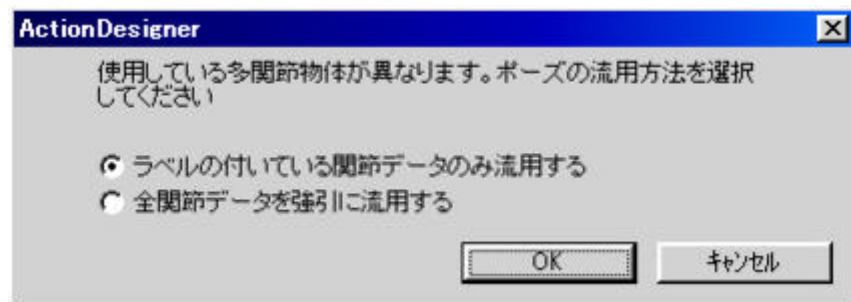 ActionDesigner
使用している多関節物体が異なります。ポーズの流用方法を選択
してください
ラベルの付いている関節データのみ流用する
全関節データを強引に流用する
OK
キャンセル